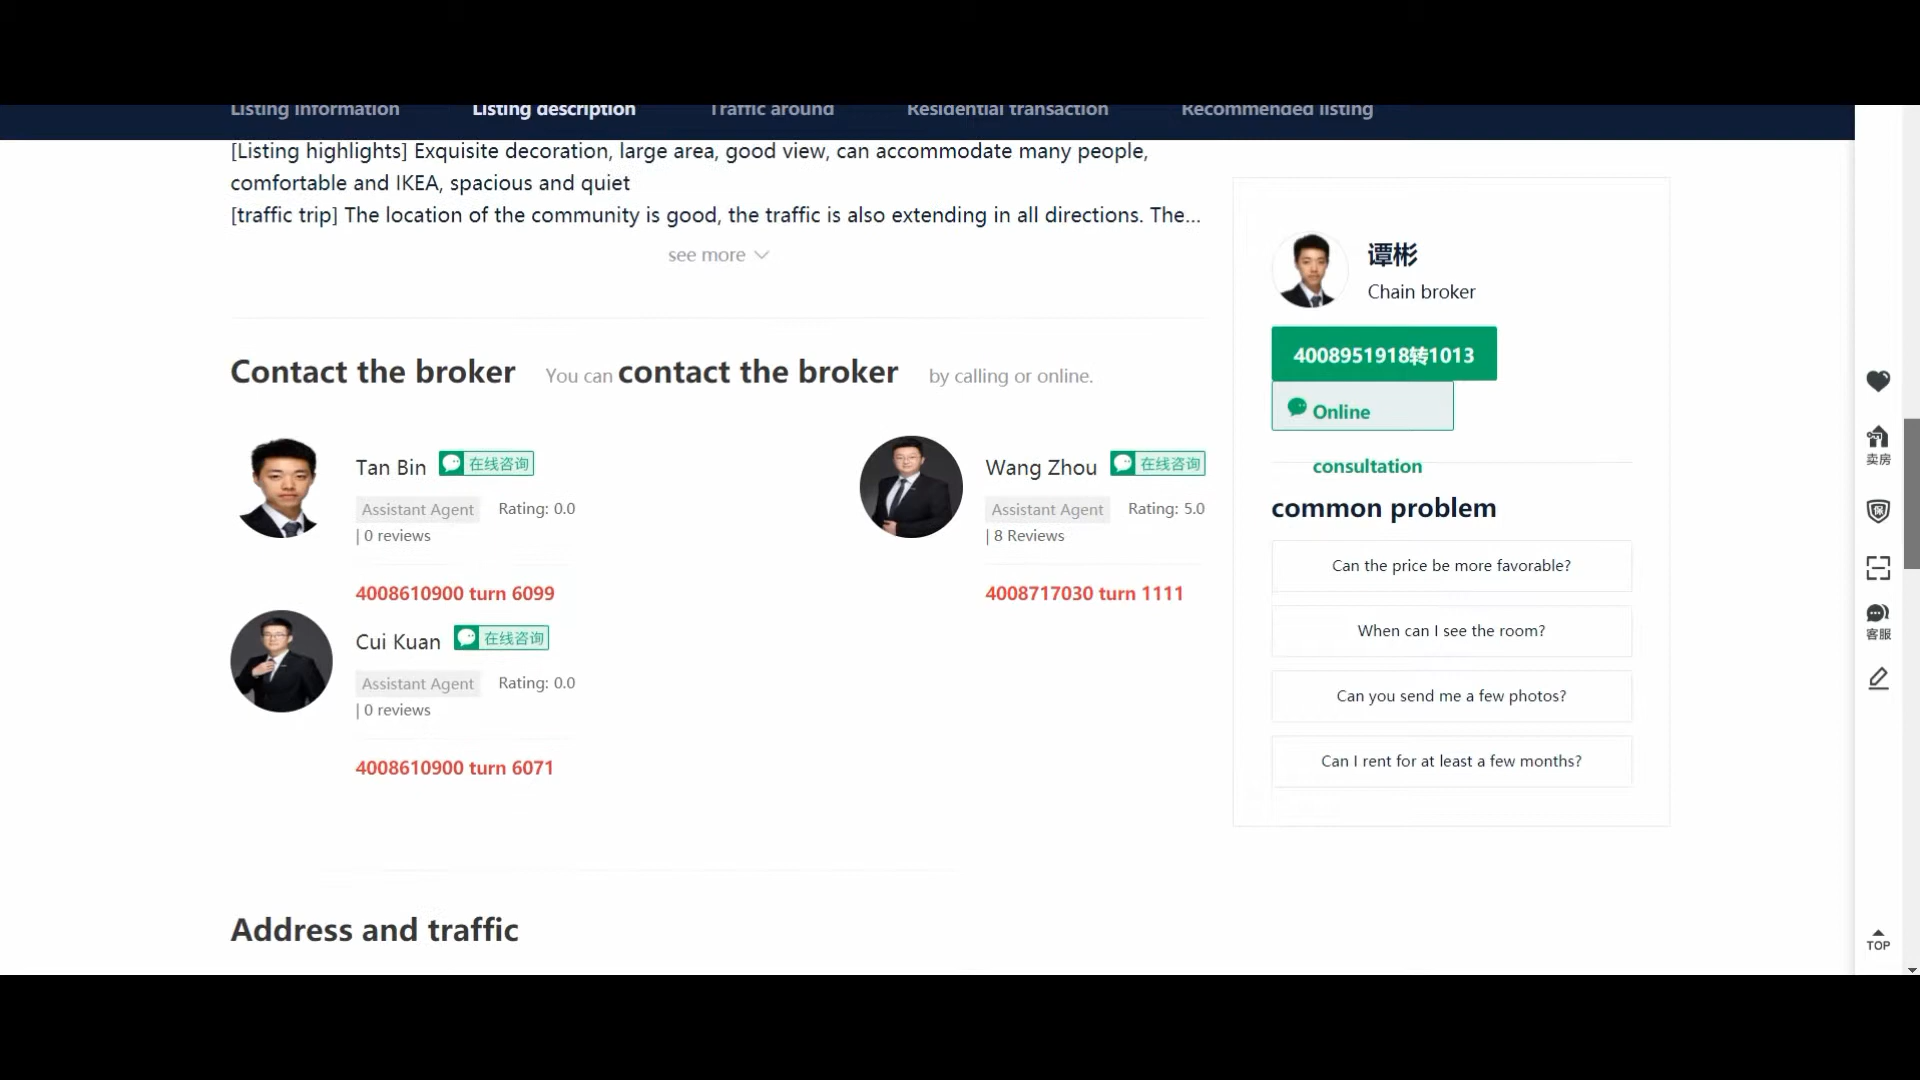 Listing Information
Listing description
Traffic around
Residential transaction
Recommended listing
[Listing highlights] Exquisite decoration, large area, good view, can accommodate many people,
comfortable and IKEA, spacious and quiet
[traffic trip] The location of the community is good, the traffic is also extending in all directions. The...
see more
Contact the broker
You can contact the broker by calling or online.
Tan Bin 在线咨询
Assistant Agent Rating: 0.0
| 0 reviews
4008610900 turn 6099
Wang Zhou 在线咨询
Assistant Agent Rating: 5.0
| 8 Reviews
4008717030 turn 1111
Cui Kuan 在线咨询
Assistant Agent Rating: 0.0
| 0 reviews
4008610900 turn 6071
Address and traffic
谭彬
Chain broker
4008951918转1013
Online
consultation
common problem
Can the price be more favorable?
When can I see the room?
Can you send me a few photos?
Can I rent for at least a few months?
卖房
保
客服
TOP